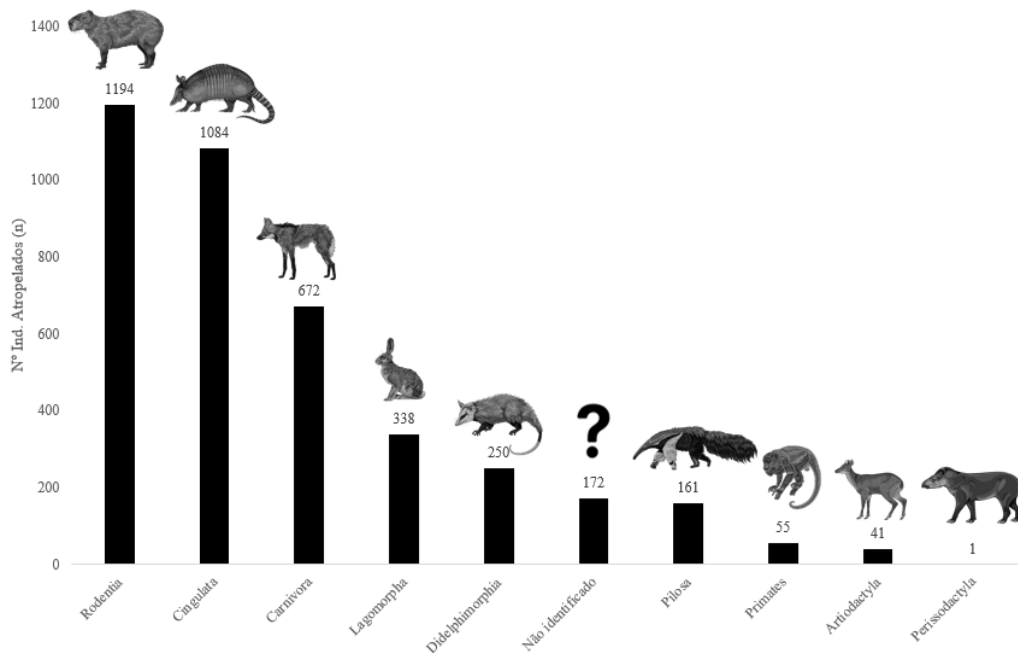 N° Ind. Atropelados (n)
1400
1200
1000
800
600
400
200
0
1194
1084
672
338
250
?
172
161
55
41
1
Rodentia
Cingulata
Carnivora
Lagomorpha
Didelphimorphia
Não identificado
Pilosa
Primates
Artiodactyla
Perissodactyla